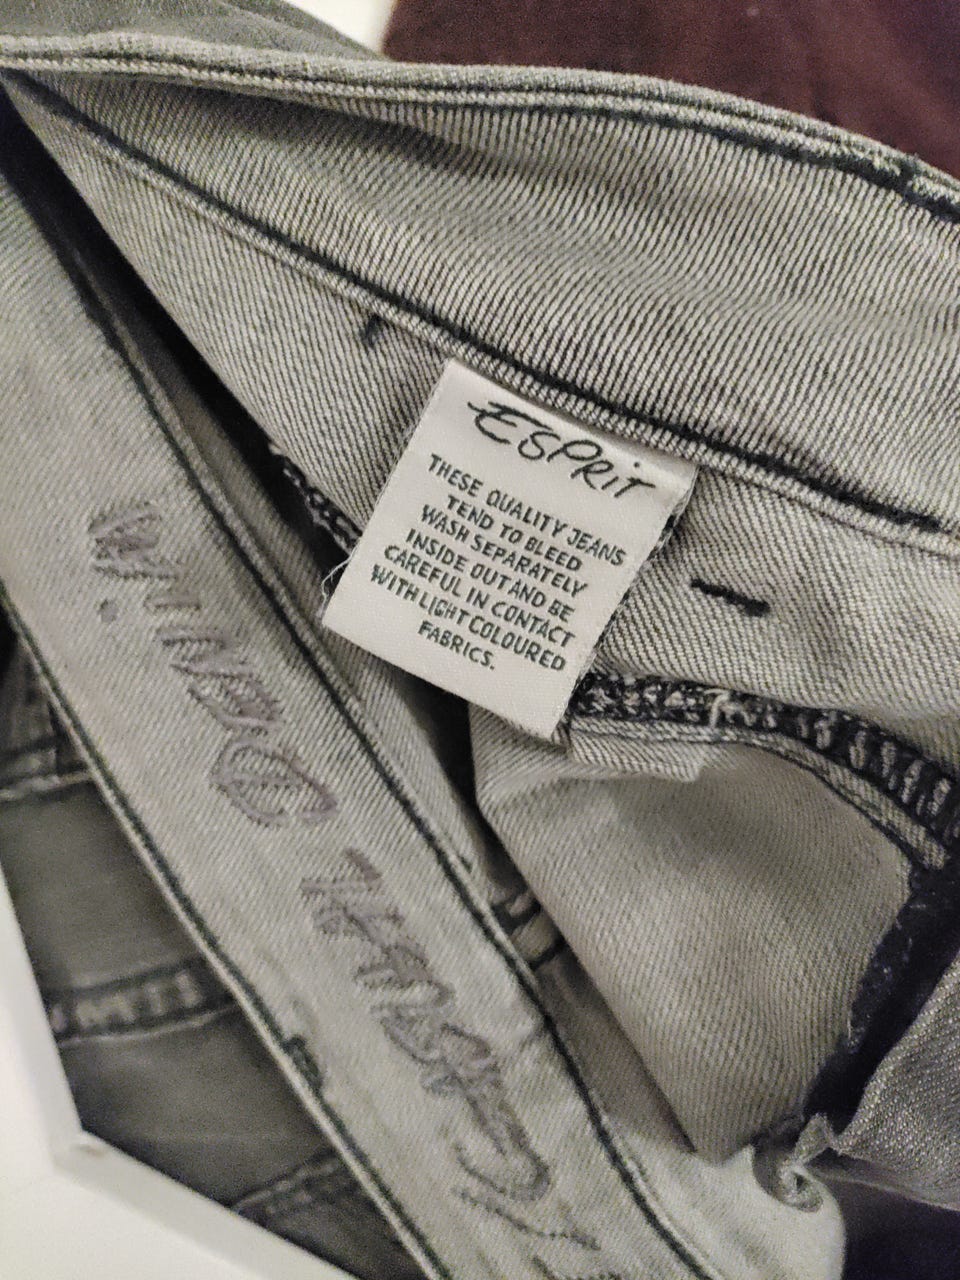 ESPRIT
THESE QUALITY JEANS
TEND TO BLEED
WASH SEPARATELY
INSIDE OUT AND BE
CAREFUL IN CONTACT
WITH LIGHT COLOURED
FABRICS.